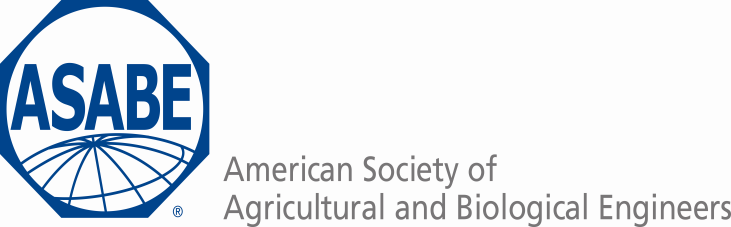 ASABE
®
American Society of
Agricultural and Biological Engineers